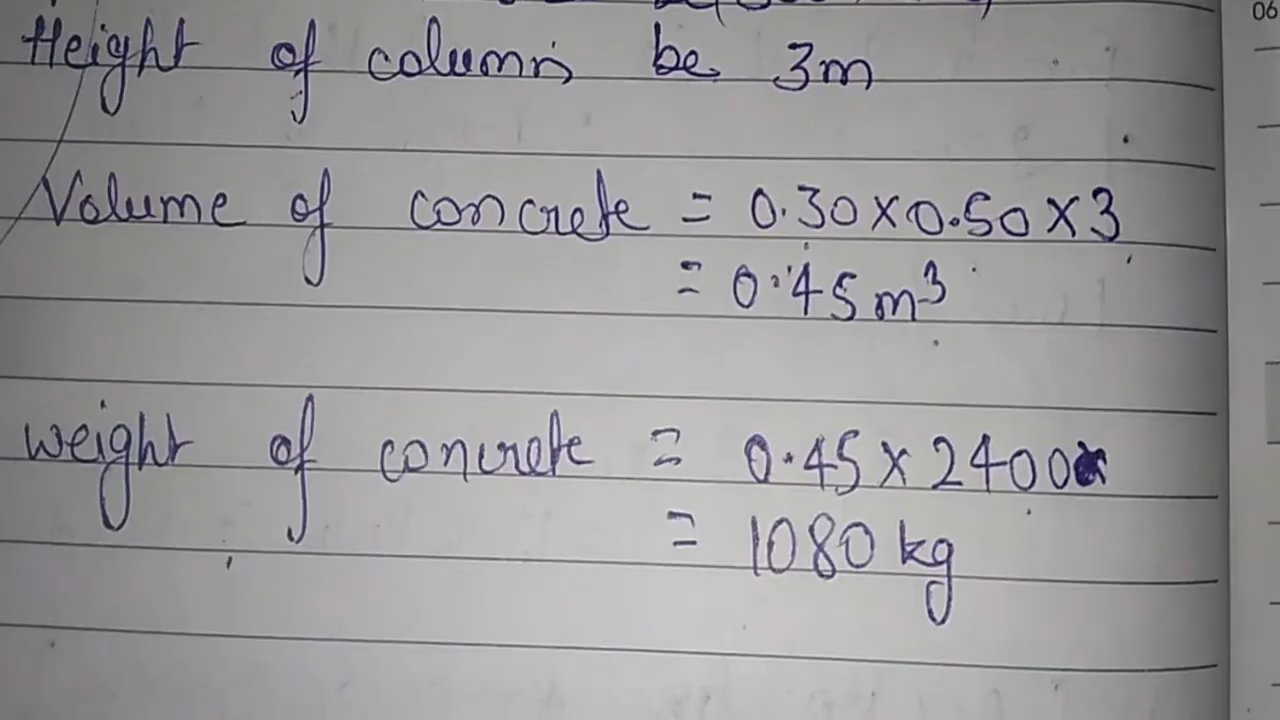 06
Height of column be 3m
Volume of concrete = 0.30×0.50×3
= 0.45 m³
weight of concrete = 0.45×2400
= 1080 kg